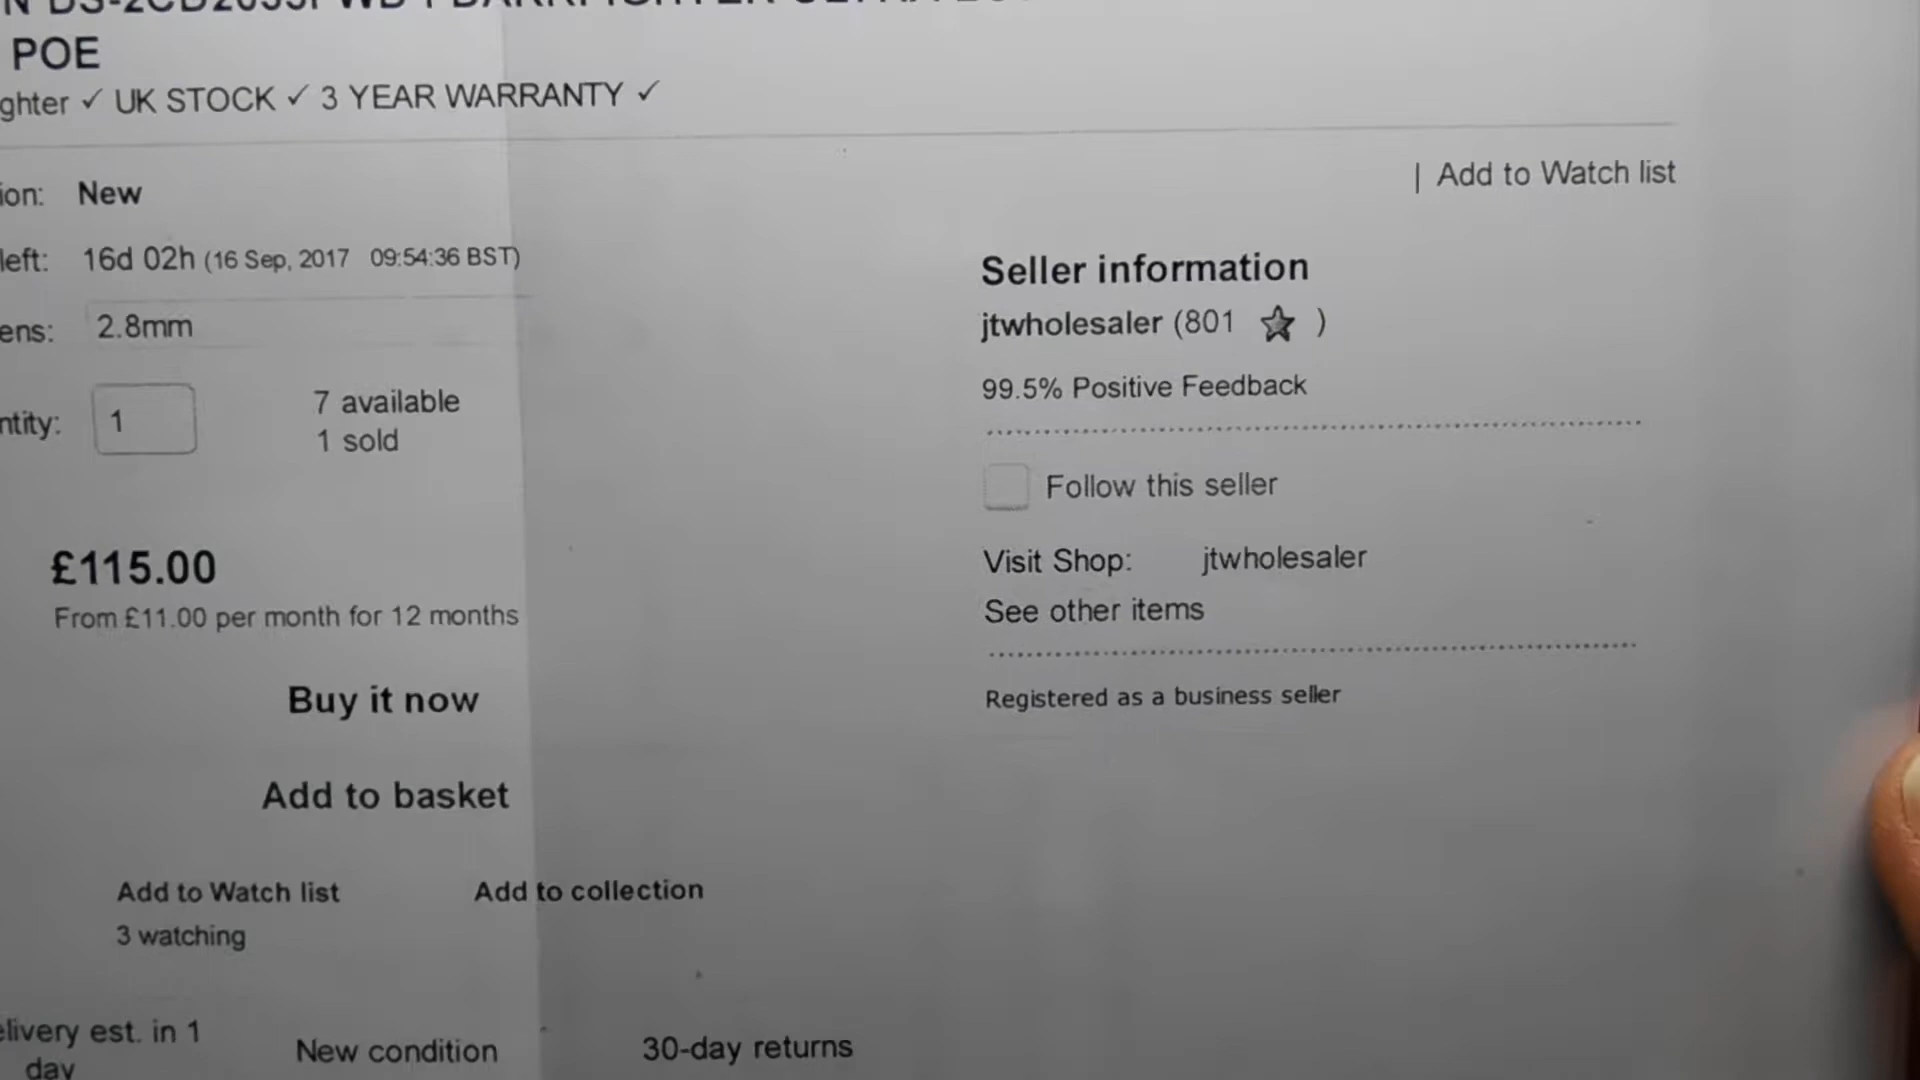 POE
ghter ✓ UK STOCK ✓ 3 YEAR WARRANTY ✓
| Add to Watch list
ion: New
left: 16d 02h (16 Sep, 2017 09:54:36 BST)
ens: 2.8mm
ntity: 1
7 available
1 sold
£115.00
From £11.00 per month for 12 months
Buy it now
Add to basket
Add to Watch list
Add to collection
3 watching
elivery est. in 1
day
New condition
30-day returns
Seller information
jtwholesaler (801 ☆ )
99.5% Positive Feedback
Follow this seller
Visit Shop: jtwholesaler
See other items
Registered as a business seller